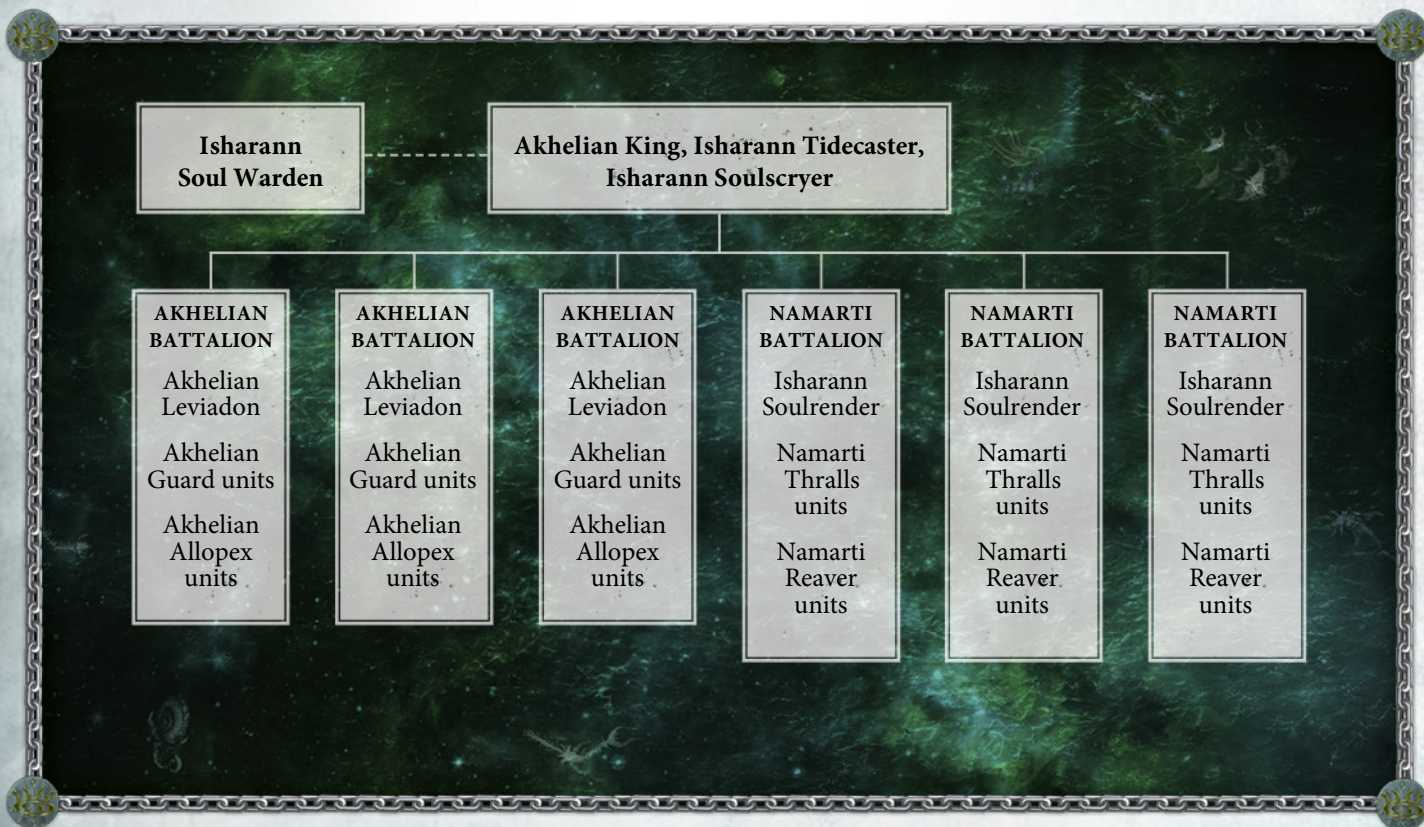 Isharann
Soul Warden
Akhelian King, Isharann Tidecaster,
Isharann Soulscryer
AKHELIAN
BATTALION
Akhelian
Leviadon
Akhelian
Guard units
Akhelian
Allopex
units
AKHELIAN
BATTALION
Akhelian
Leviadon
Akhelian
Guard units
Akhelian
Allopex
units
AKHELIAN
BATTALION
Akhelian
Leviadon
Akhelian
Guard units
Akhelian
Allopex
units
NAMARTI
BATTALION
Isharann
Soulrender
Namarti
Thralls
units
Namarti
Reaver
units
NAMARTI
BATTALION
Isharann
Soulrender
Namarti
Thralls
units
Namarti
Reaver
units
NAMARTI
BATTALION
Isharann
Soulrender
Namarti
Thralls
units
Namarti
Reaver
units